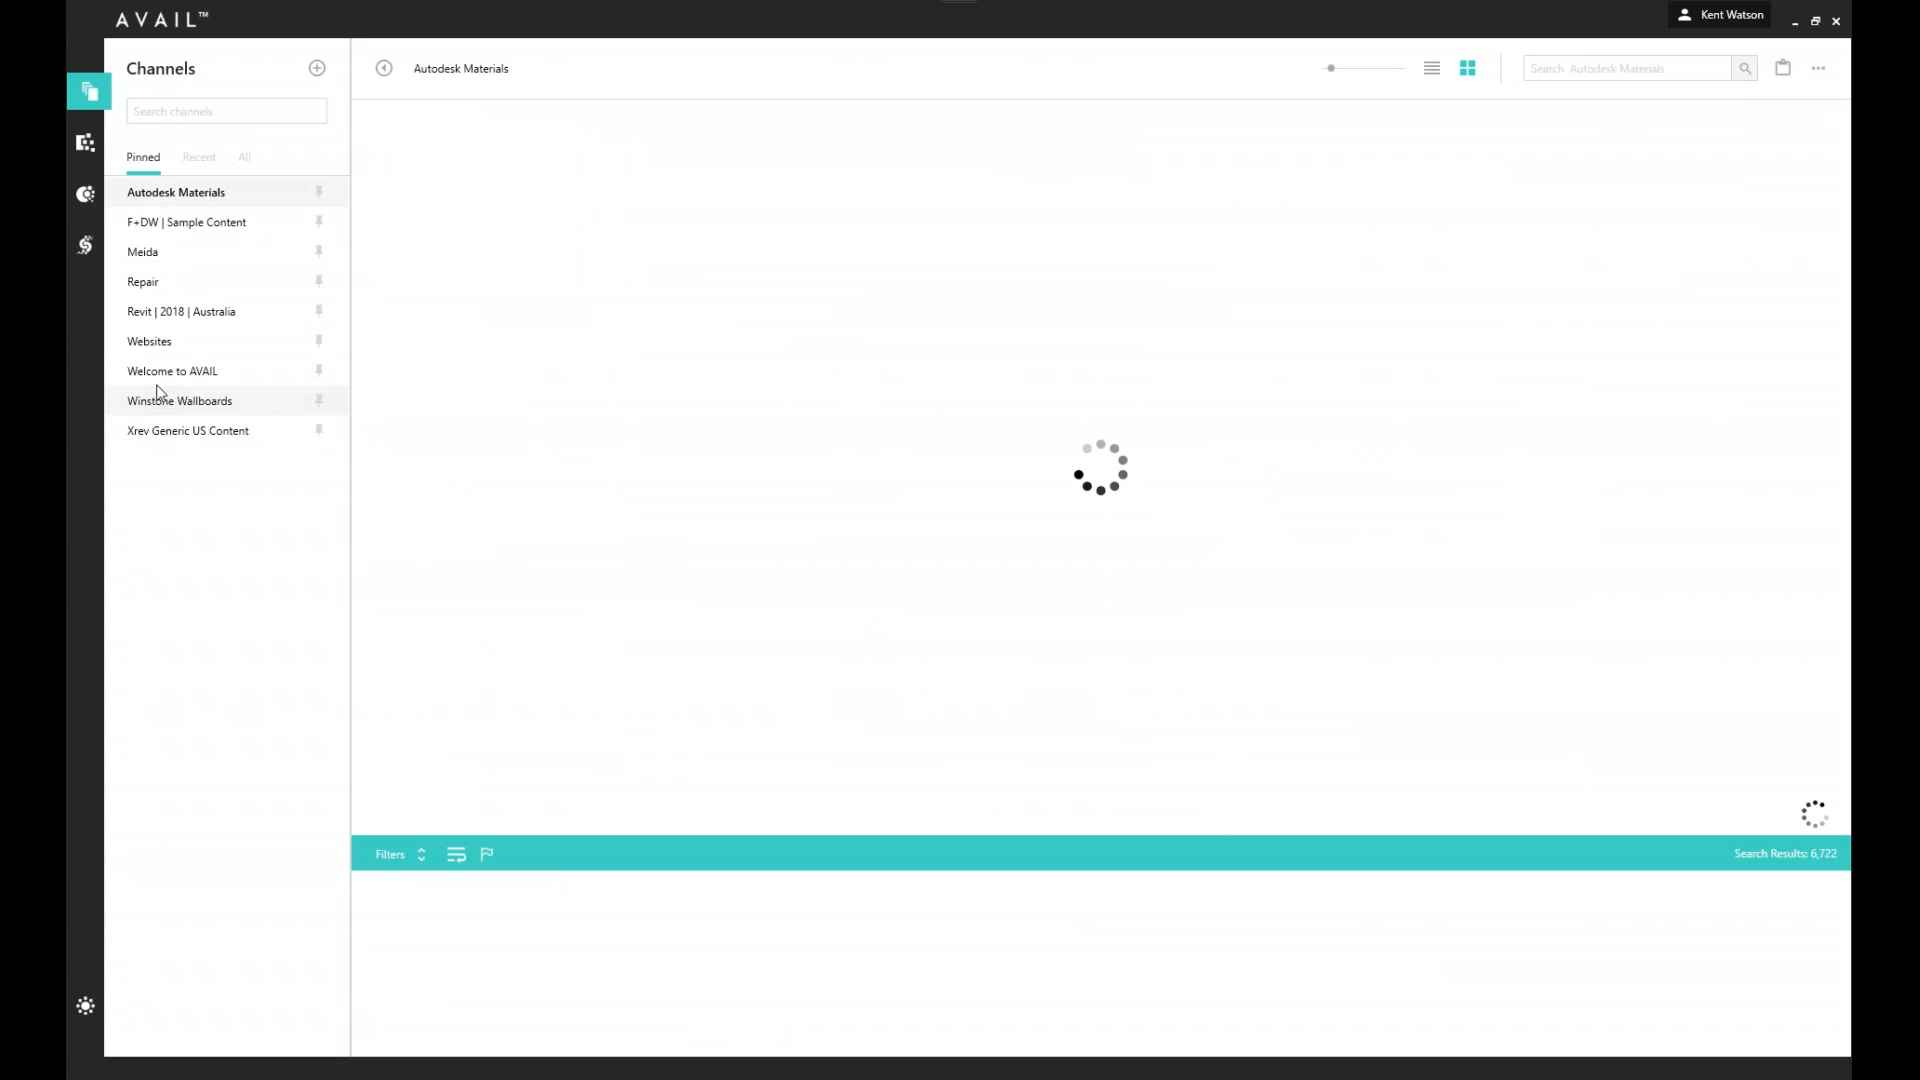 AVAIL™
Kent Watson
Channels
Autodesk Materials
Search Autodesk Materials
Search channels
Pinned
Recent
All
Autodesk Materials
F+DW | Sample Content
Meida
Repair
Revit | 2018 | Australia
Websites
Welcome to AVAIL
Winstone Wallboards
Xrev Generic US Content
Filters
Search Results: 6,722